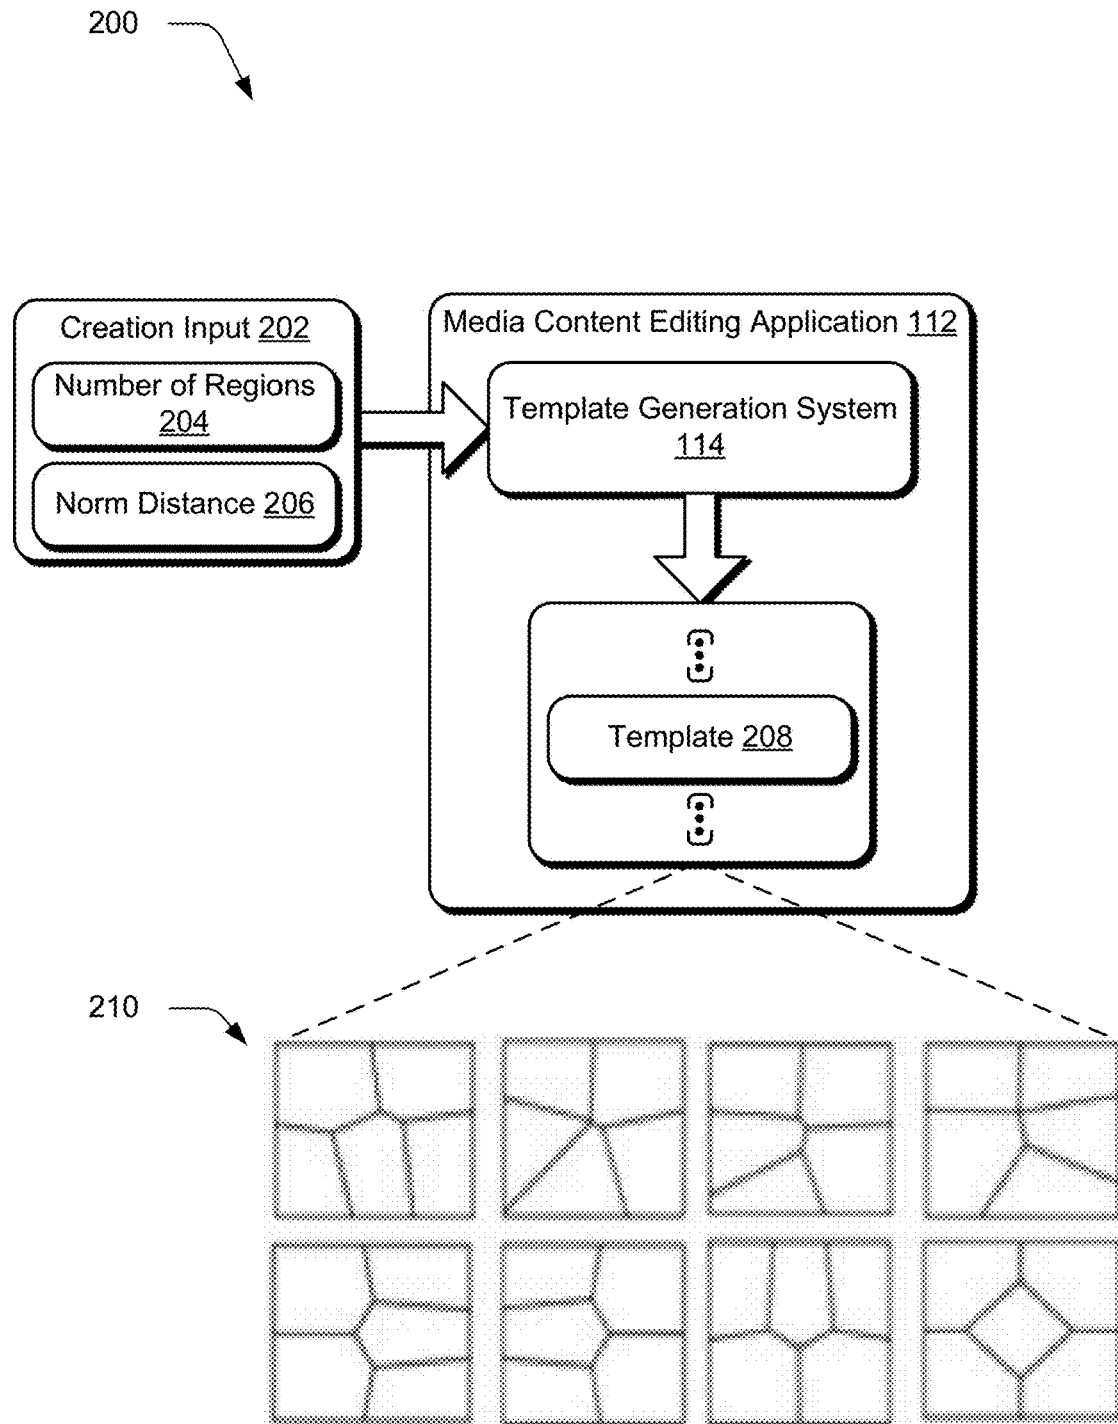 200
Creation Input 202
Number of Regions
204
Norm Distance 206
Media Content Editing Application 112
Template Generation System
114
Template 208
210